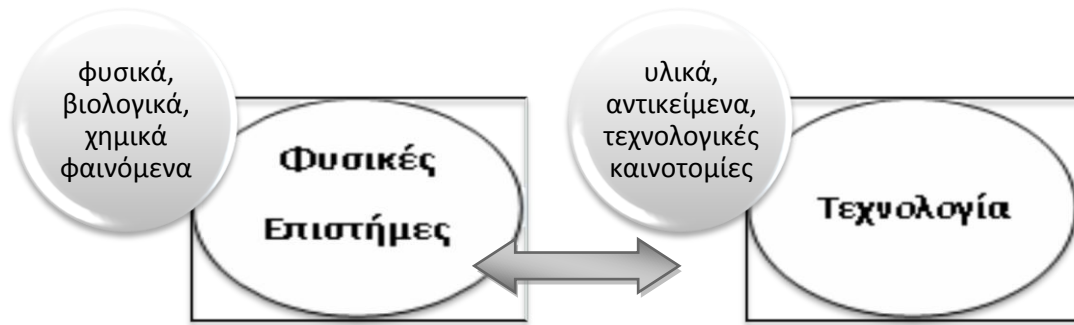 φυσικά,
βιολογικά,
χημικά
φαινόμενα
Φυσικές
Επιστήμες
υλικά,
αντικείμενα,
τεχνολογικές
καινοτομίες
Τεχνολογία